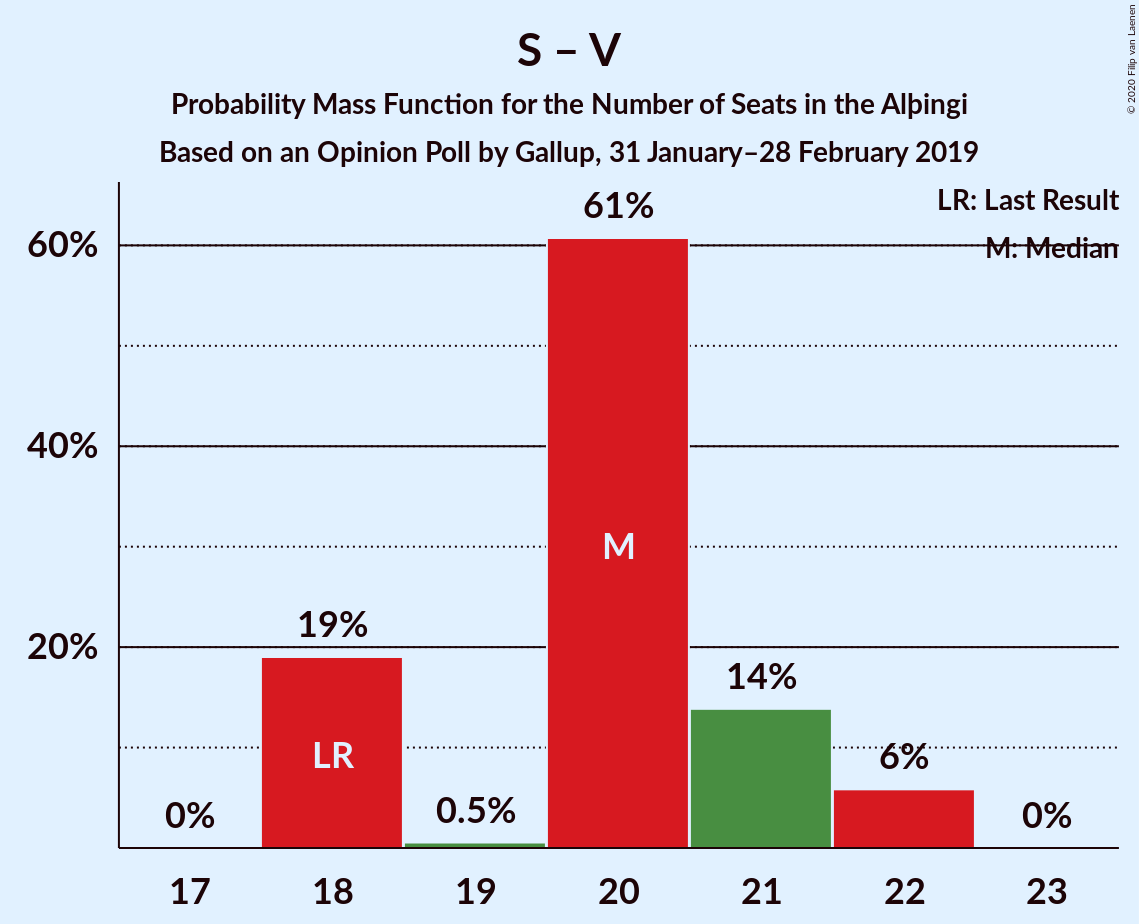 S – V
Probability Mass Function for the Number of Seats in the Alþingi
Based on an Opinion Poll by Gallup, 31 January–28 February 2019
© 2020 Filip van Laenen
LR: Last Result
M: Median
61%
60%
40%
M
19%
20%
14%
LR
6%
0%
0.5%
0%
17 18 19 20 21 22 23